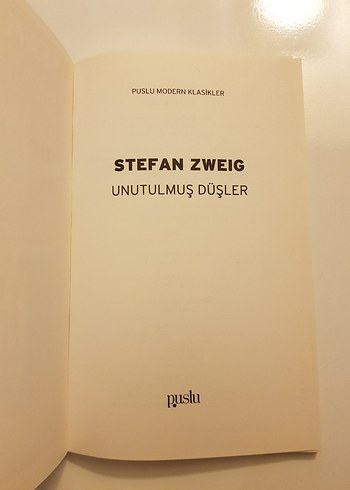 PUSLU MODERN KLASİKLER
STEFAN ZWEIG
UNUTULMUŞ DÜŞLER
puslu